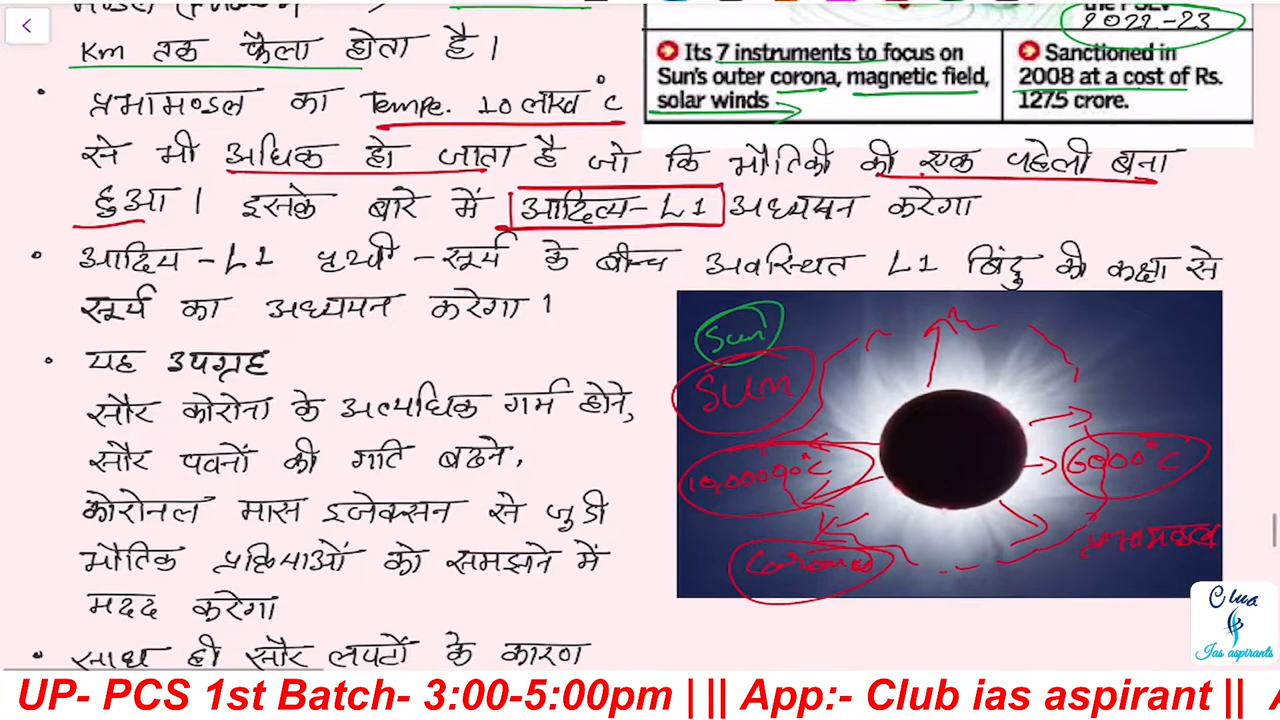 2022-23
Km तक फैला होता है।
Its 7 instruments to focus on
Sun's outer corona, magnetic field,
solar winds
Sanctioned in
2008 at a cost of Rs.
1275 crore.
• प्रभामण्डल का Tempe. 10 लाख °C
से भी अधिक हो जाता है जो कि भौतिकी की एक पहेली बना
हुआ। इसके बारे में आदित्य-L1 अध्ययन करेगा
• आदित्य-L1 पृथ्वी-सूर्य के बीच अवस्थित L1 बिंदु की कक्षा से
सूर्य का अध्ययन करेगा।
• यह उपग्रह
सौर कोरोना के अत्यधिक गर्म होने,
सौर पवनों की गति बढने,
कोरोनल मास इजेक्सन से जुडी
भौतिक प्रक्रियाओं को समझने में
मदद करेगा
• साथ ही सौर लपटों के कारण
Sun
Sun
6000°C
प्रभामण्डल
Club
Ias aspirants
UP- PCS 1st Batch- 3:00-5:00pm | || App:- Club ias aspirant ||